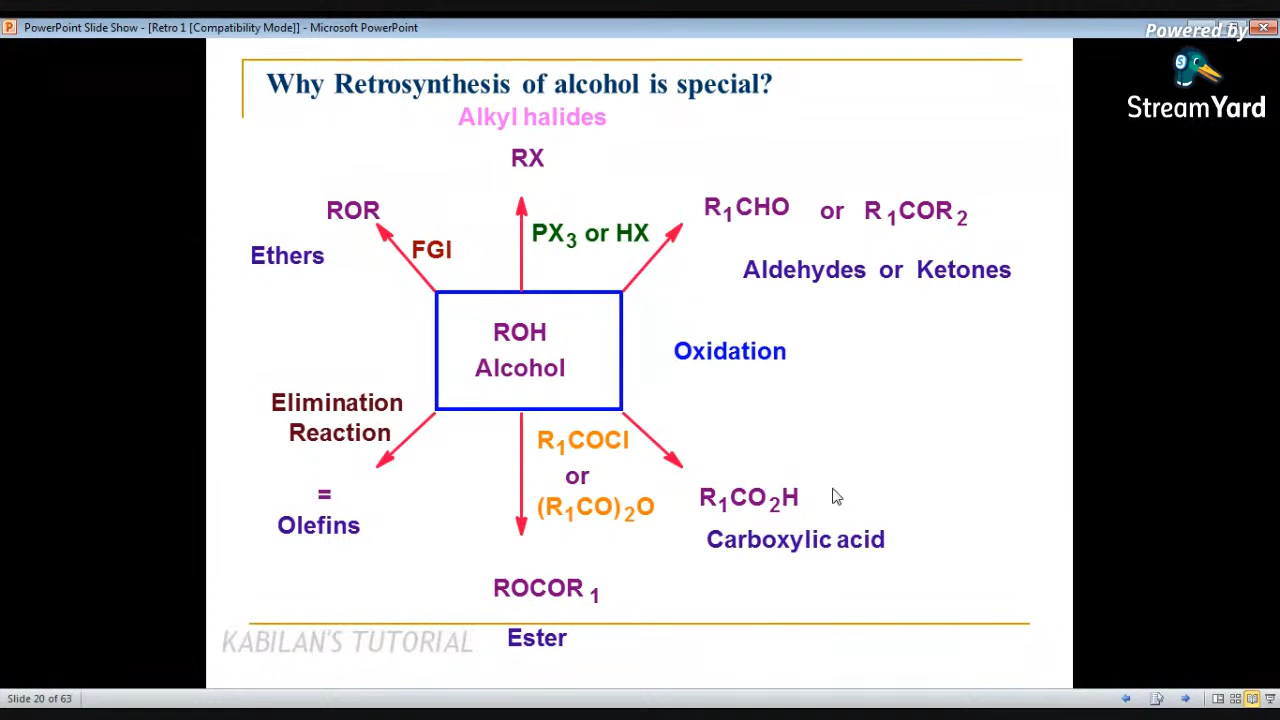 PowerPoint Slide Show - [Retro 1 [Compatibility Mode]] - Microsoft PowerPoint
Powered by
StreamYard
Why Retrosynthesis of alcohol is special?
Alkyl halides
RX
ROR
R1CHO or R1COR2
PX3 or HX
FGI
Ethers
Aldehydes or Ketones
ROH
Alcohol
Oxidation
Elimination
Reaction
R1COCl
or
(R1CO)2O
=
Olefins
R1CO2H
Carboxylic acid
ROCOR1
Ester
KABILAN'S TUTORIAL
Slide 20 of 63